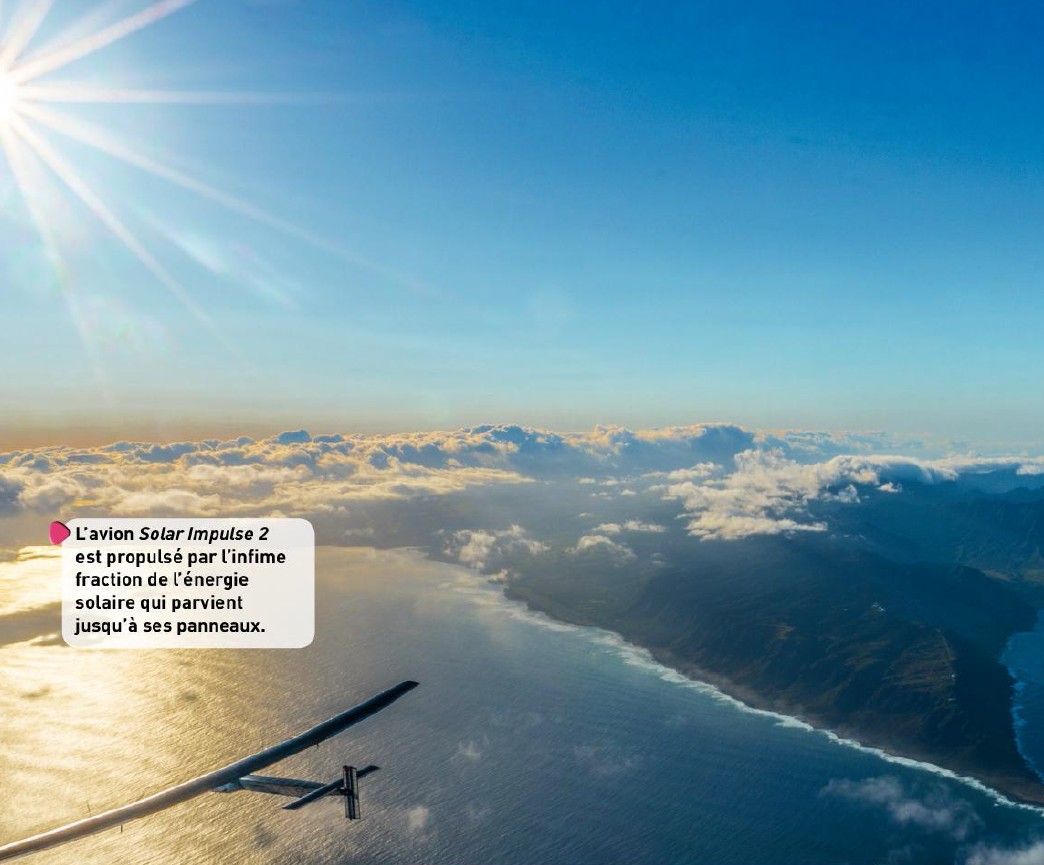 L'avion Solar Impulse 2
est propulsé par l'infime
fraction de l'énergie
solaire qui parvient
jusqu'à ses panneaux.